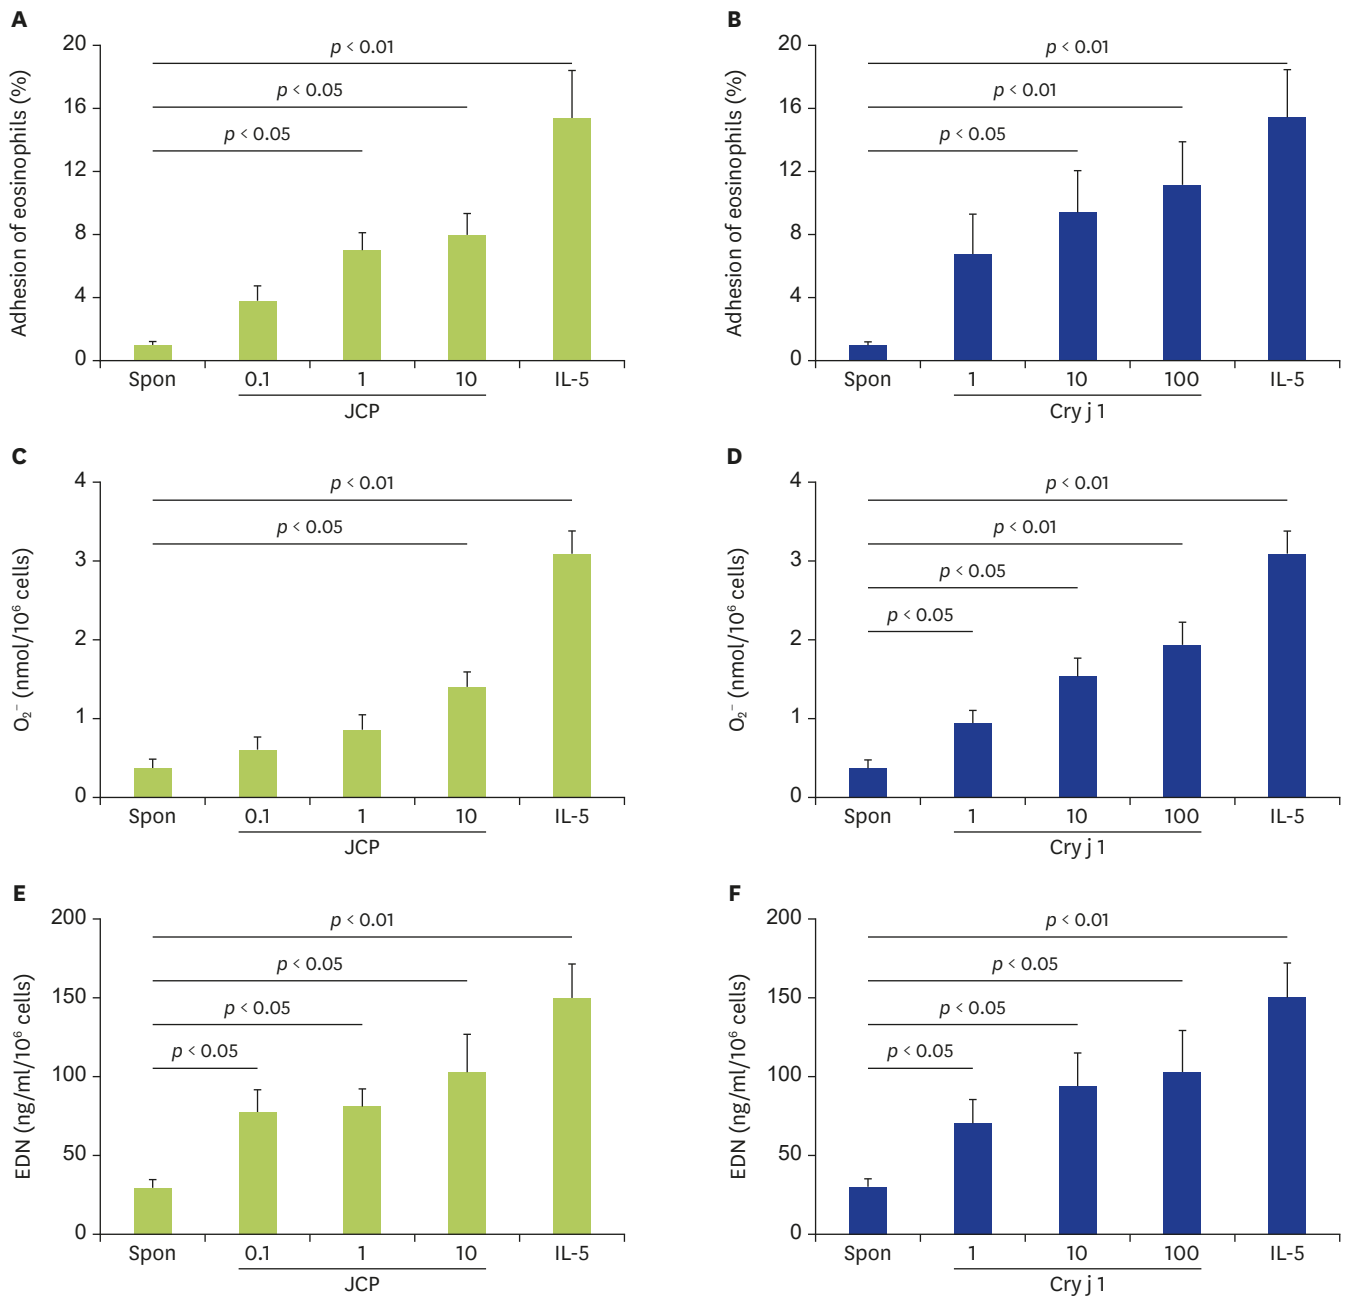 A
Adhesion of eosinophils (%)
20
16
12
8
4
0
p < 0.01
p < 0.05
p < 0.05
Spon 0.1 1 10 IL-5
JCP
B
Adhesion of eosinophils (%)
20
16
12
8
4
0
p < 0.01
p < 0.01
p < 0.05
Spon 1 10 100 IL-5
Cry j 1
C
O₂⁻ (nmol/10⁶ cells)
4
3
2
1
0
p < 0.01
p < 0.05
Spon 0.1 1 10 IL-5
JCP
D
O₂⁻ (nmol/10⁶ cells)
4
3
2
1
0
p < 0.01
p < 0.01
p < 0.05
p < 0.05
Spon 1 10 100 IL-5
Cry j 1
E
EDN (ng/ml/10⁶ cells)
200
150
100
50
0
p < 0.01
p < 0.05
p < 0.05
p < 0.05
Spon 0.1 1 10 IL-5
JCP
F
EDN (ng/ml/10⁶ cells)
200
150
100
50
0
p < 0.01
p < 0.05
p < 0.05
p < 0.05
Spon 1 10 100 IL-5
Cry j 1